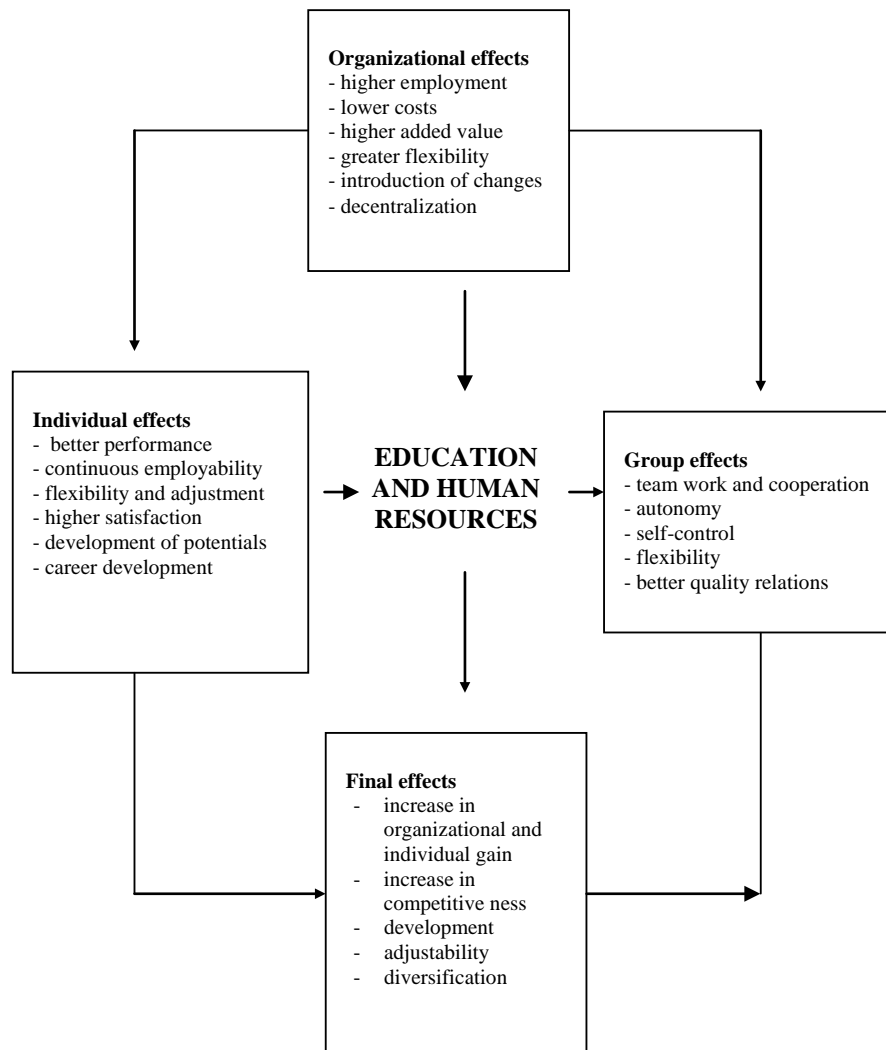 Organizational effects
- higher employment
- lower costs
- higher added value
- greater flexibility
- introduction of changes
- decentralization
Individual effects
- better performance
- continuous employability
- flexibility and adjustment
- higher satisfaction
- development of potentials
- career development
EDUCATION
AND HUMAN
RESOURCES
Group effects
- team work and cooperation
- autonomy
- self-control
- flexibility
- better quality relations
Final effects
- increase in
organizational and
individual gain
- increase in
competitive ness
- development
- adjustability
- diversification